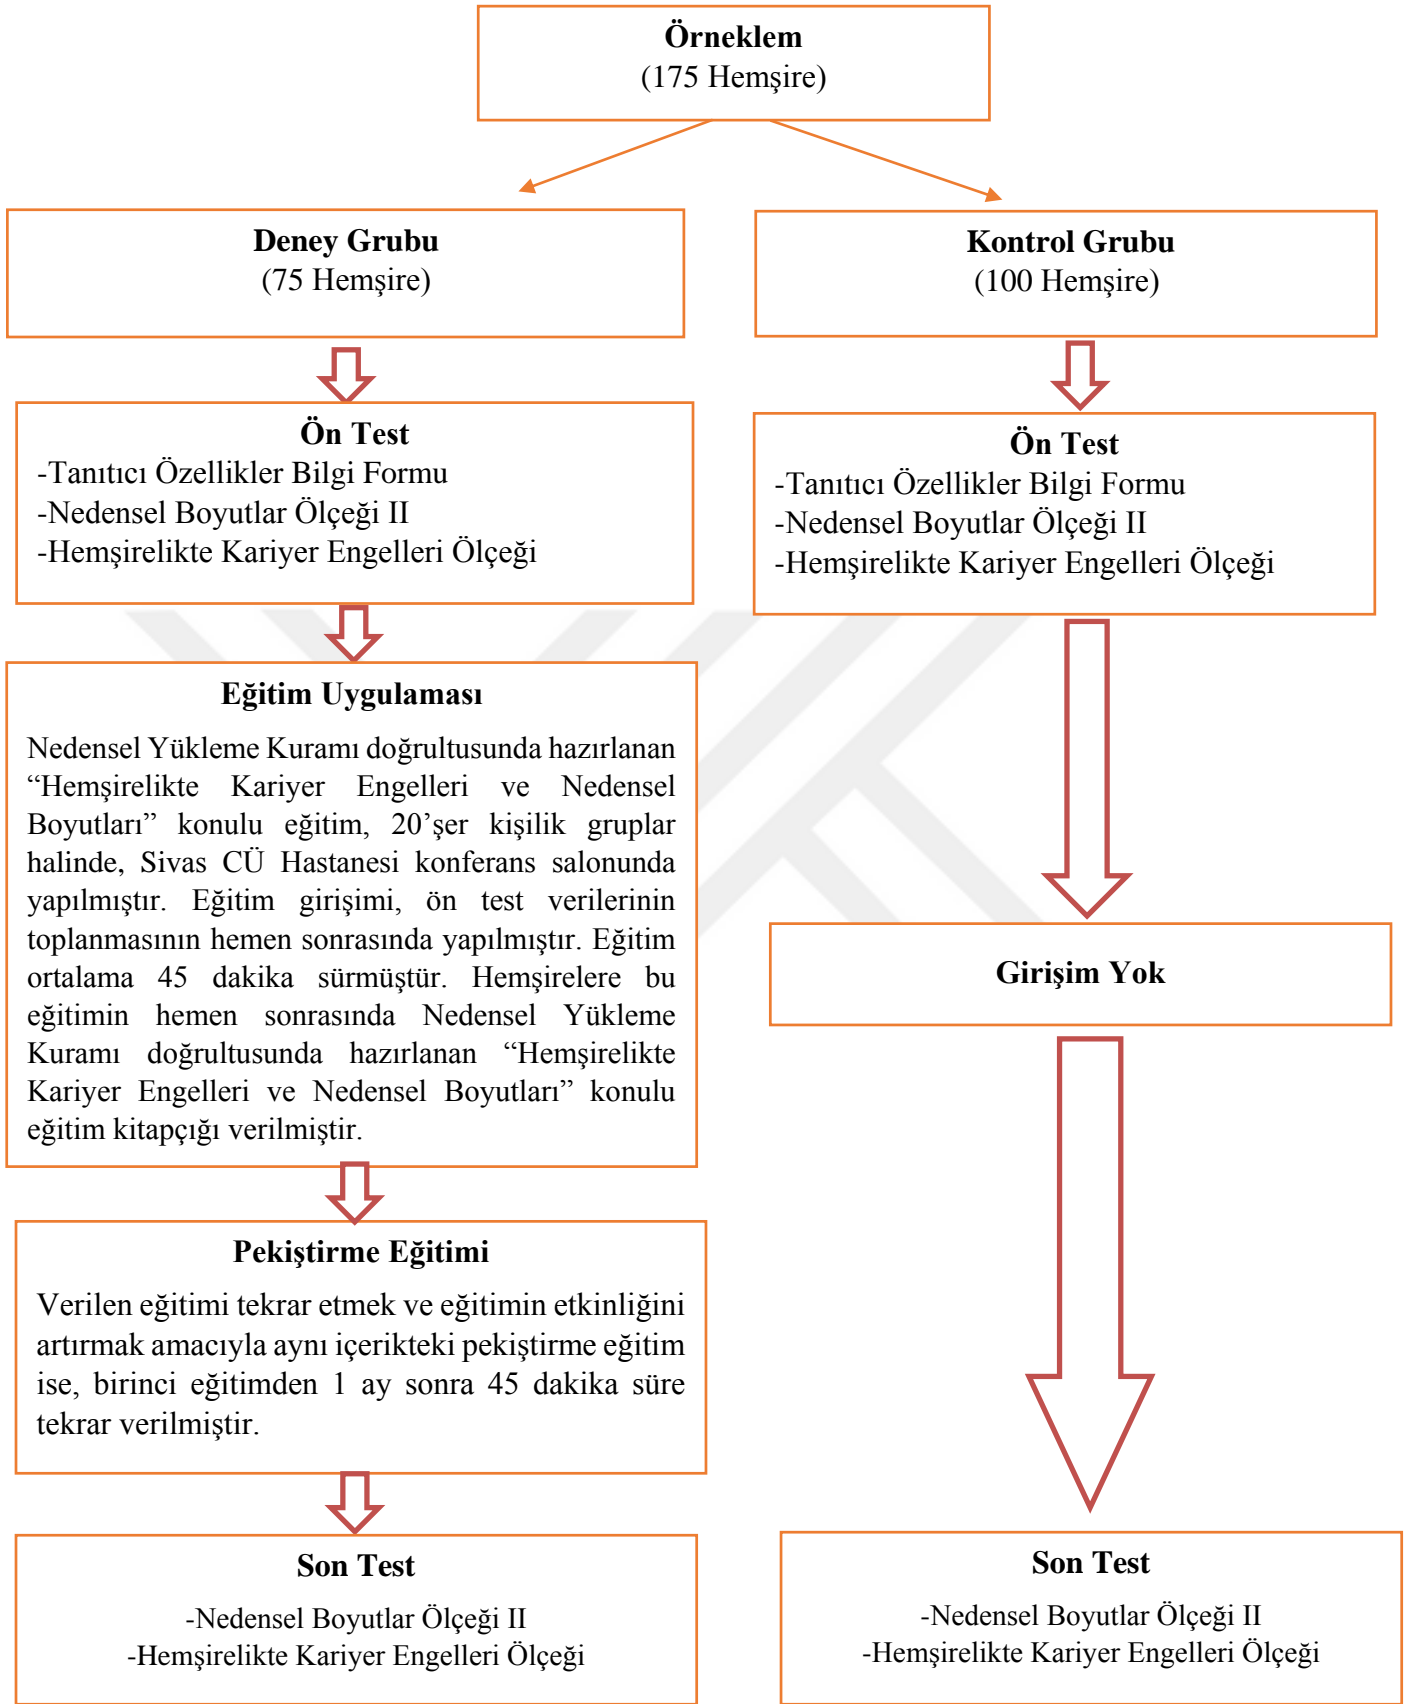 Örneklem
(175 Hemşire)
Deney Grubu
(75 Hemşire)
Kontrol Grubu
(100 Hemşire)
Ön Test
-Tanıtıcı Özellikler Bilgi Formu
-Nedensel Boyutlar Ölçeği II
-Hemşirelikte Kariyer Engelleri Ölçeği
Ön Test
-Tanıtıcı Özellikler Bilgi Formu
-Nedensel Boyutlar Ölçeği II
-Hemşirelikte Kariyer Engelleri Ölçeği
Eğitim Uygulaması
Nedensel Yükleme Kuramı doğrultusunda hazırlanan
“Hemşirelikte Kariyer Engelleri ve Nedensel
Boyutları” konulu eğitim, 20’şer kişilik gruplar
halinde, Sivas CÜ Hastanesi konferans salonunda
yapılmıştır. Eğitim girişimi, ön test verilerinin
toplanmasının hemen sonrasında yapılmıştır. Eğitim
ortalama 45 dakika sürmüştür. Hemşirelere bu
eğitimin hemen sonrasında Nedensel Yükleme
Kuramı doğrultusunda hazırlanan “Hemşirelikte
Kariyer Engelleri ve Nedensel Boyutları” konulu
eğitim kitapçığı verilmiştir.
Girişim Yok
Pekiştirme Eğitimi
Verilen eğitimi tekrar etmek ve eğitimin etkinliğini
artırmak amacıyla aynı içerikteki pekiştirme eğitim
ise, birinci eğitimden 1 ay sonra 45 dakika süre
tekrar verilmiştir.
Son Test
-Nedensel Boyutlar Ölçeği II
-Hemşirelikte Kariyer Engelleri Ölçeği
Son Test
-Nedensel Boyutlar Ölçeği II
-Hemşirelikte Kariyer Engelleri Ölçeği